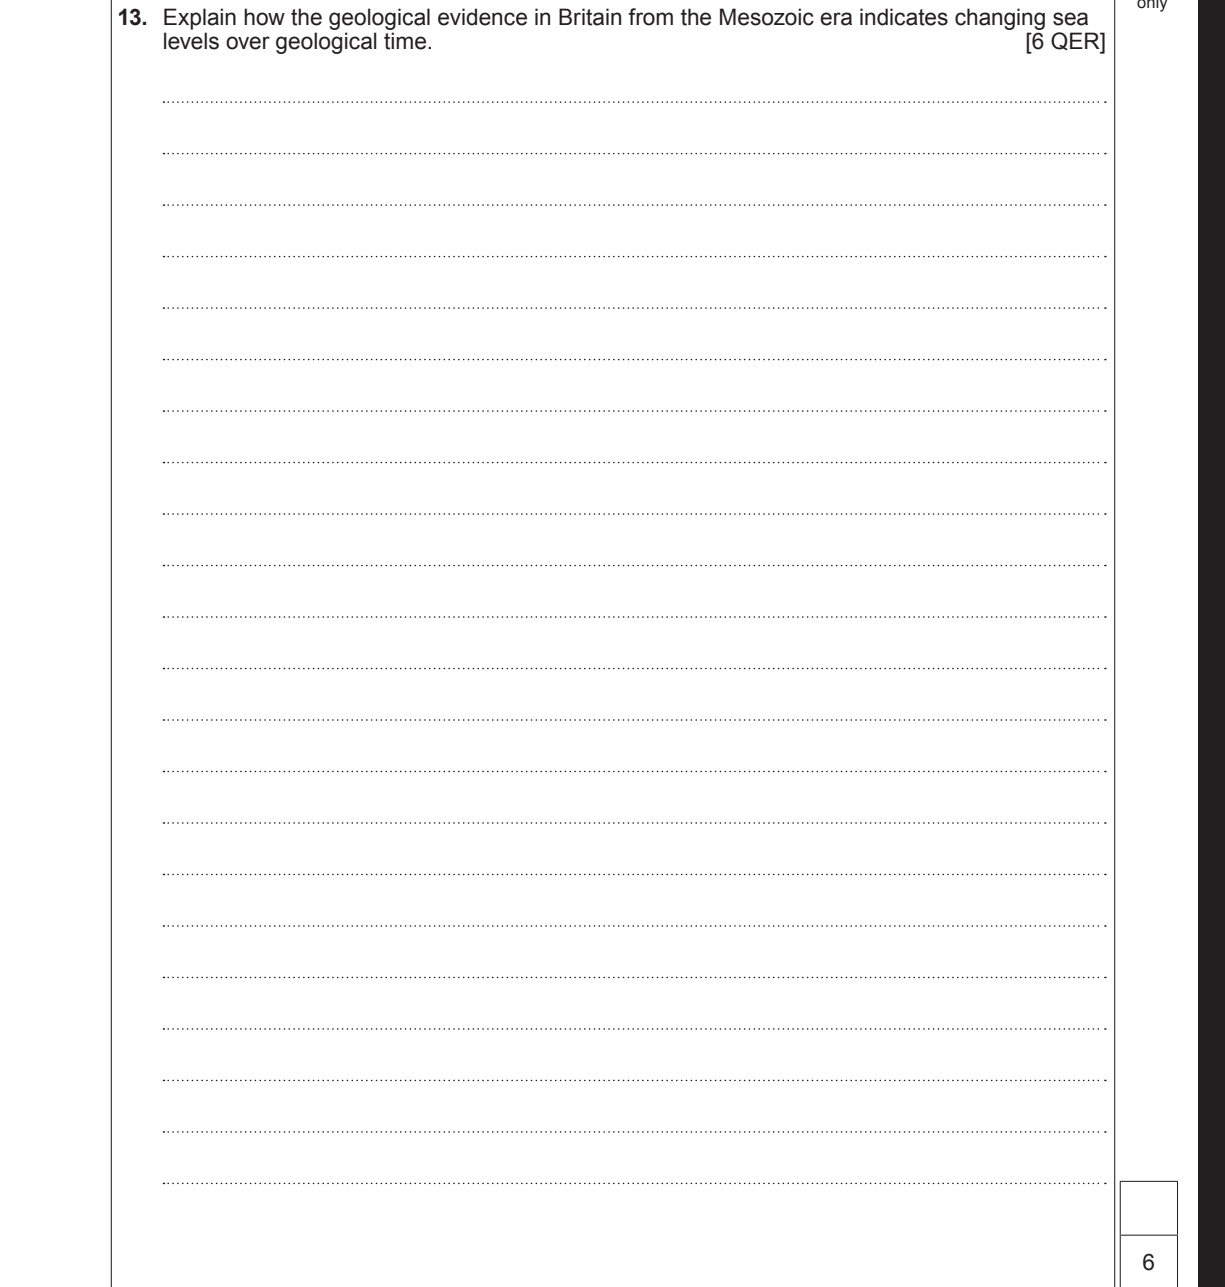 only
13. Explain how the geological evidence in Britain from the Mesozoic era indicates changing sea
levels over geological time. [6 QER]
6